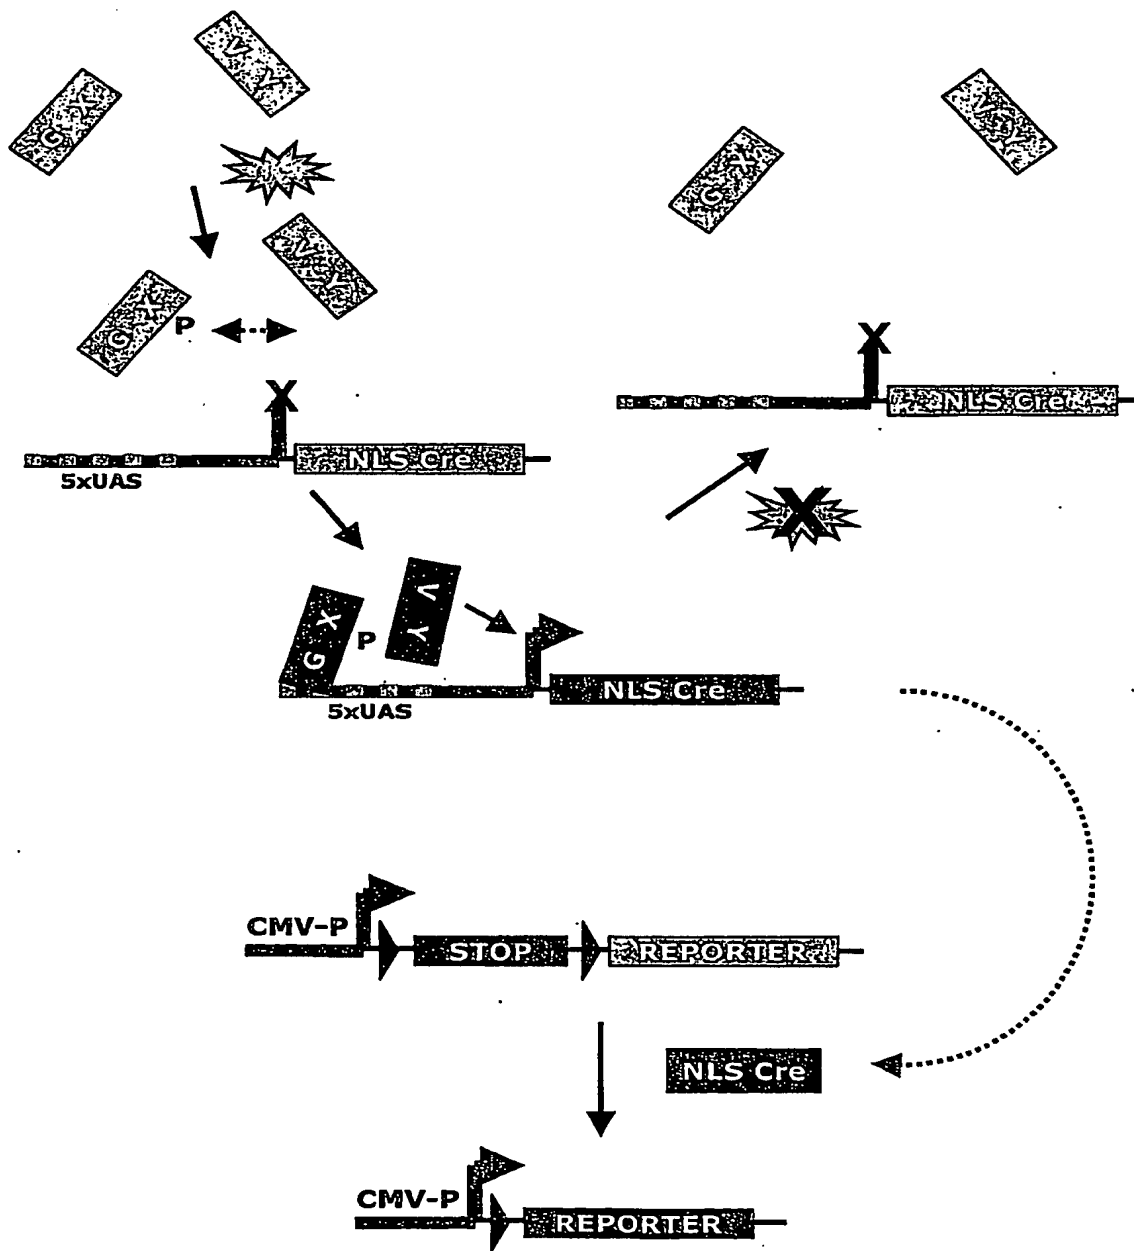 V Y
G X
V Y
G X
K
V Y
G X
P
X
X
NLS Cre
NLS Cre
5xUAS
X
V Y
G X
P
NLS Cre
5xUAS
CMV-P
STOP
REPORTER
NLS Cre
CMV-P
REPORTER